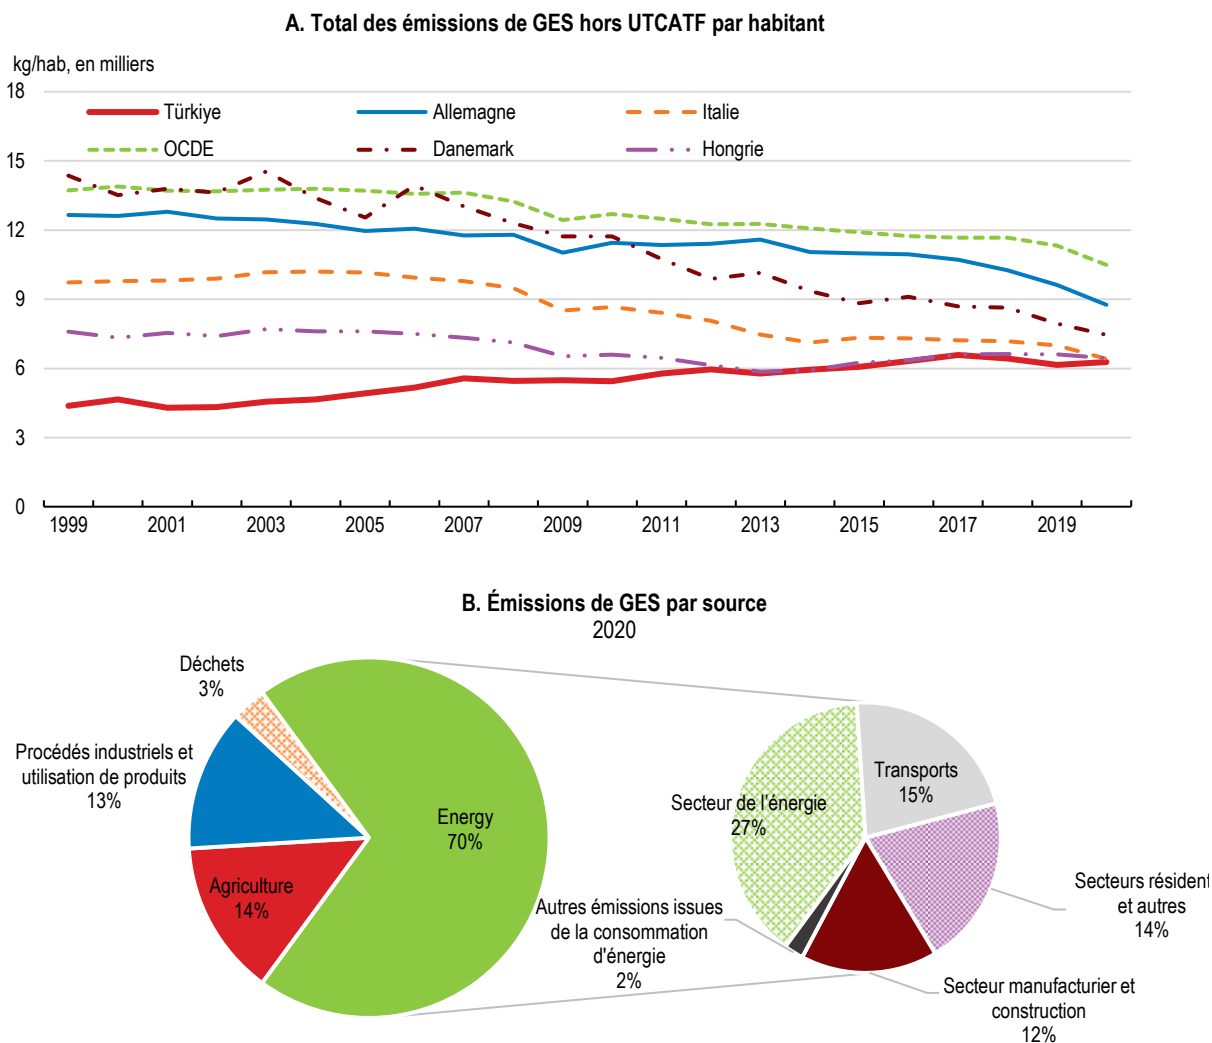 A. Total des émissions de GES hors UTCATF par habitant
kg/hab, en milliers
18
15
12
9
6
3
0
Türkiye
Allemagne
Italie
OCDE
Danemark
Hongrie
1999 2001 2003 2005 2007 2009 2011 2013 2015 2017 2019
B. Émissions de GES par source
2020
Déchets
3%
Procédés industriels et
utilisation de produits
13%
Agriculture
14%
Energy
70%
Secteur de l'énergie
27%
Transports
15%
Secteurs résident
et autres
14%
Autres émissions issues
de la consommation
d'énergie
2%
Secteur manufacturier et
construction
12%